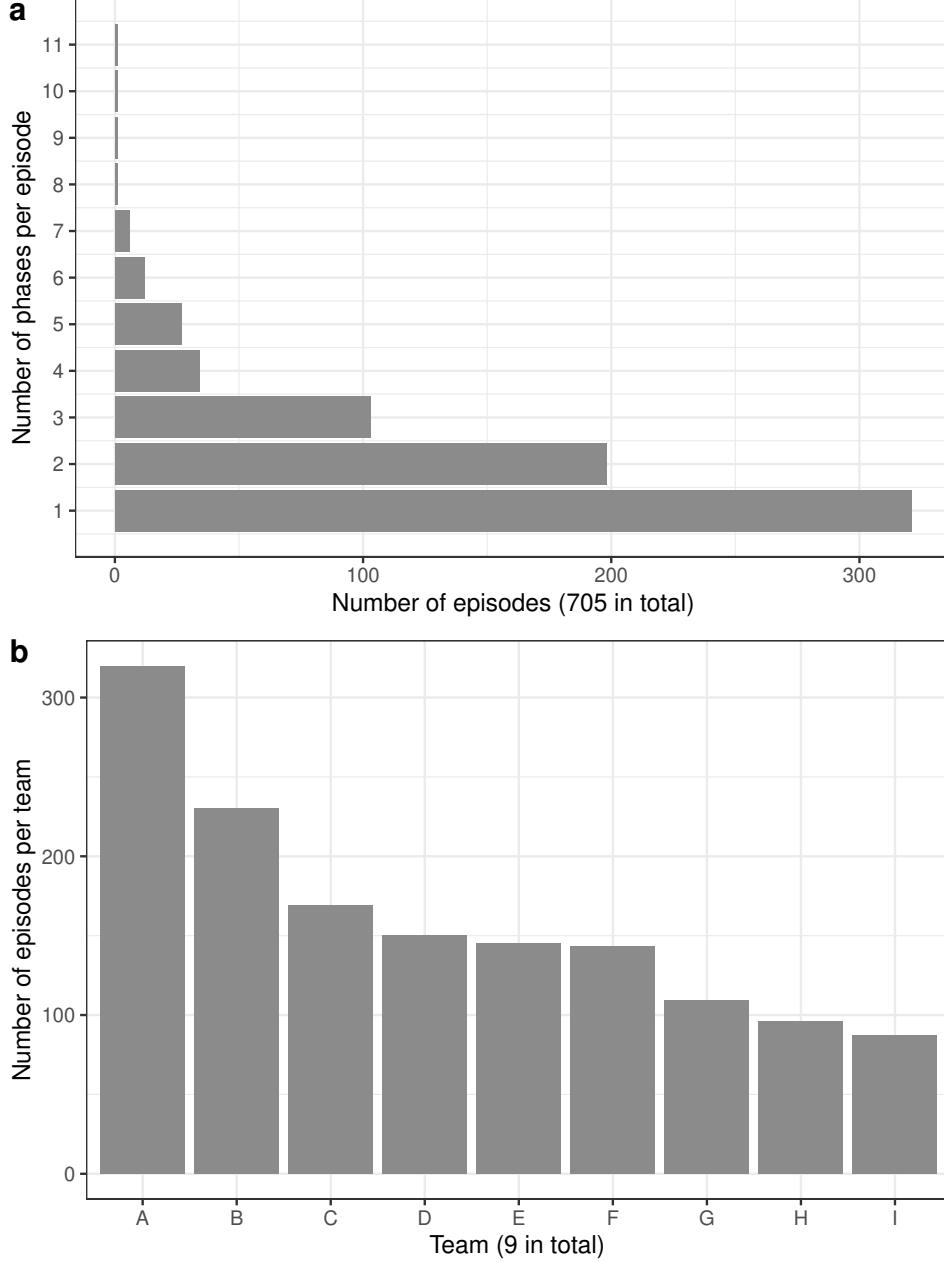 a
Number of phases per episode
11
10
9
8
7
6
5
4
3
2
1
0 100 200 300
Number of episodes (705 in total)
b
Number of episodes per team
300
200
100
0
A B C D E F G H I
Team (9 in total)